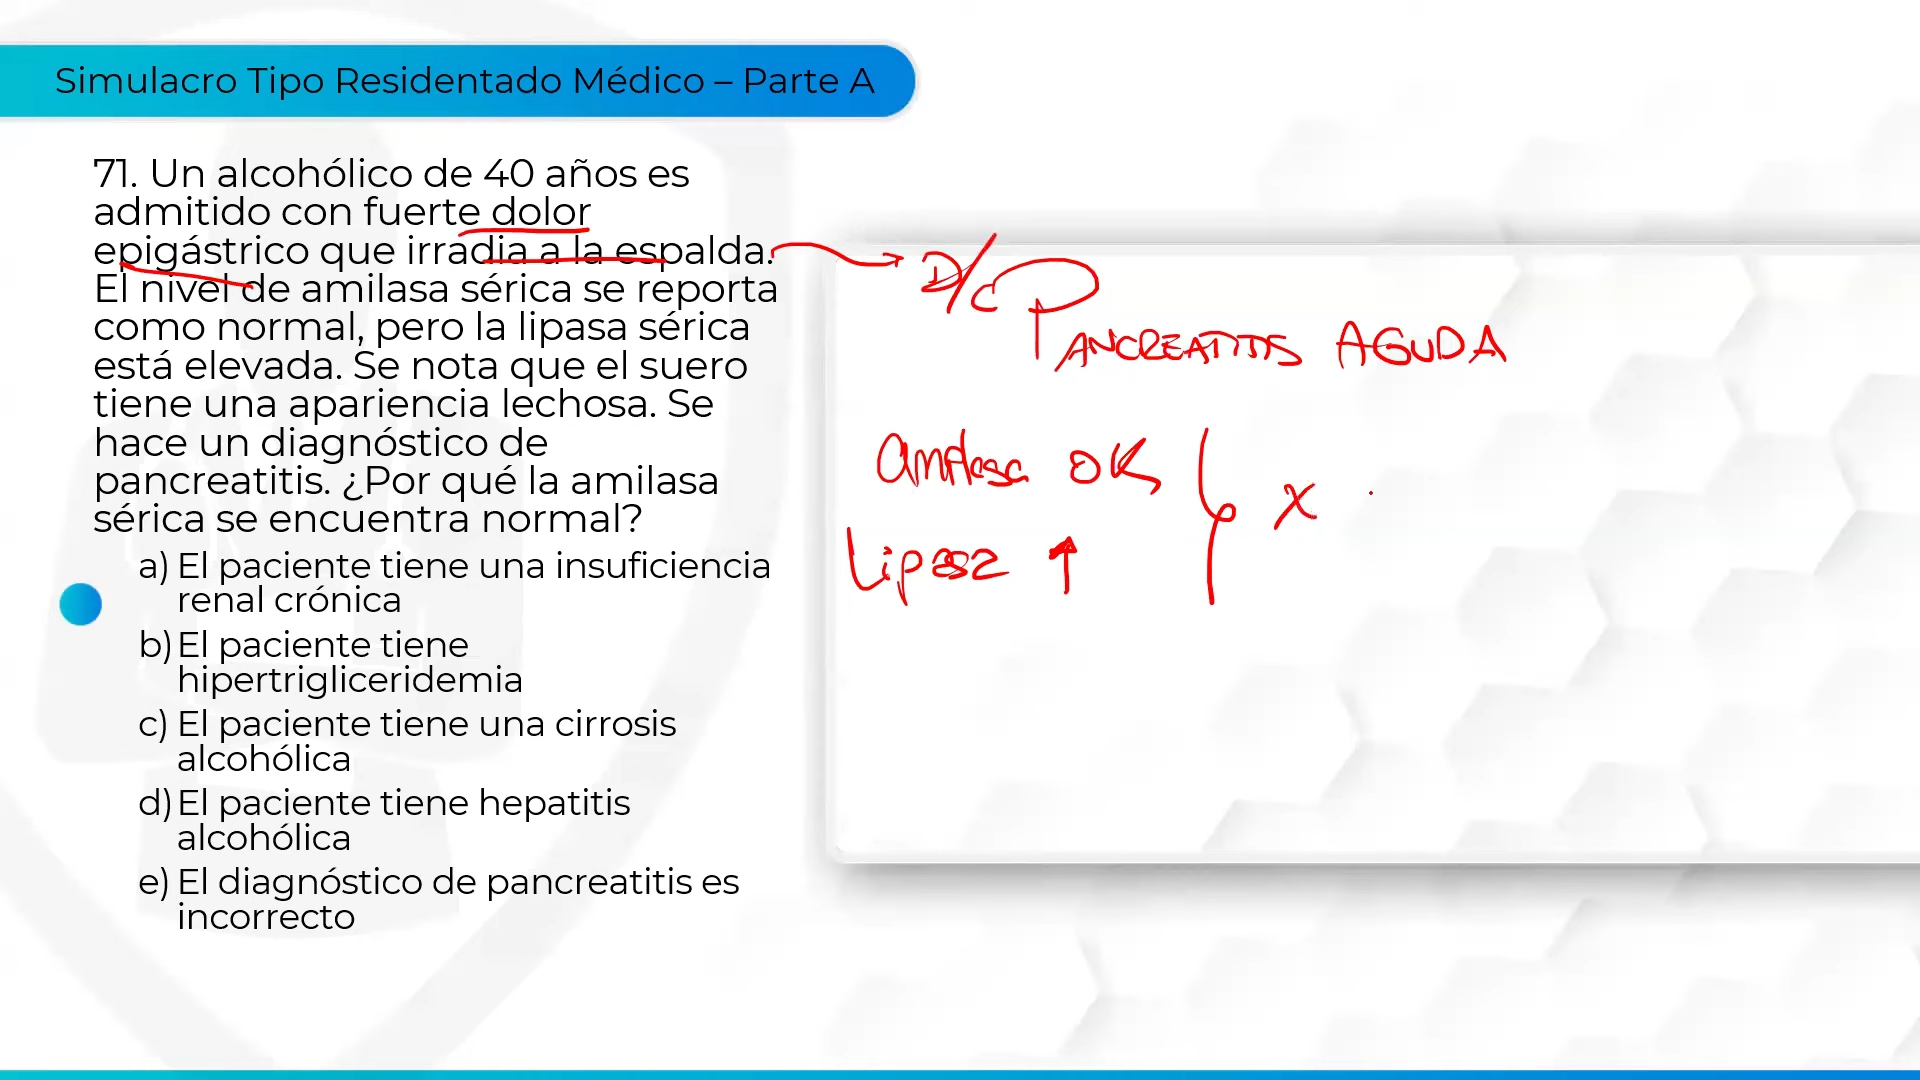 Simulacro Tipo Residentado Médico – Parte A
71. Un alcohólico de 40 años es
admitido con fuerte dolor
epigástrico que irradia a la espalda.
El nivel de amilasa sérica se reporta
como normal, pero la lipasa sérica
está elevada. Se nota que el suero
tiene una apariencia lechosa. Se
hace un diagnóstico de
pancreatitis. ¿Por qué la amilasa
sérica se encuentra normal?
a) El paciente tiene una insuficiencia
renal crónica
b) El paciente tiene
hipertrigliceridemia
c) El paciente tiene una cirrosis
alcohólica
d) El paciente tiene hepatitis
alcohólica
e) El diagnóstico de pancreatitis es
incorrecto
D/C PANCREATITIS AGUDA
amilasa OK
Lipasa ↑
x